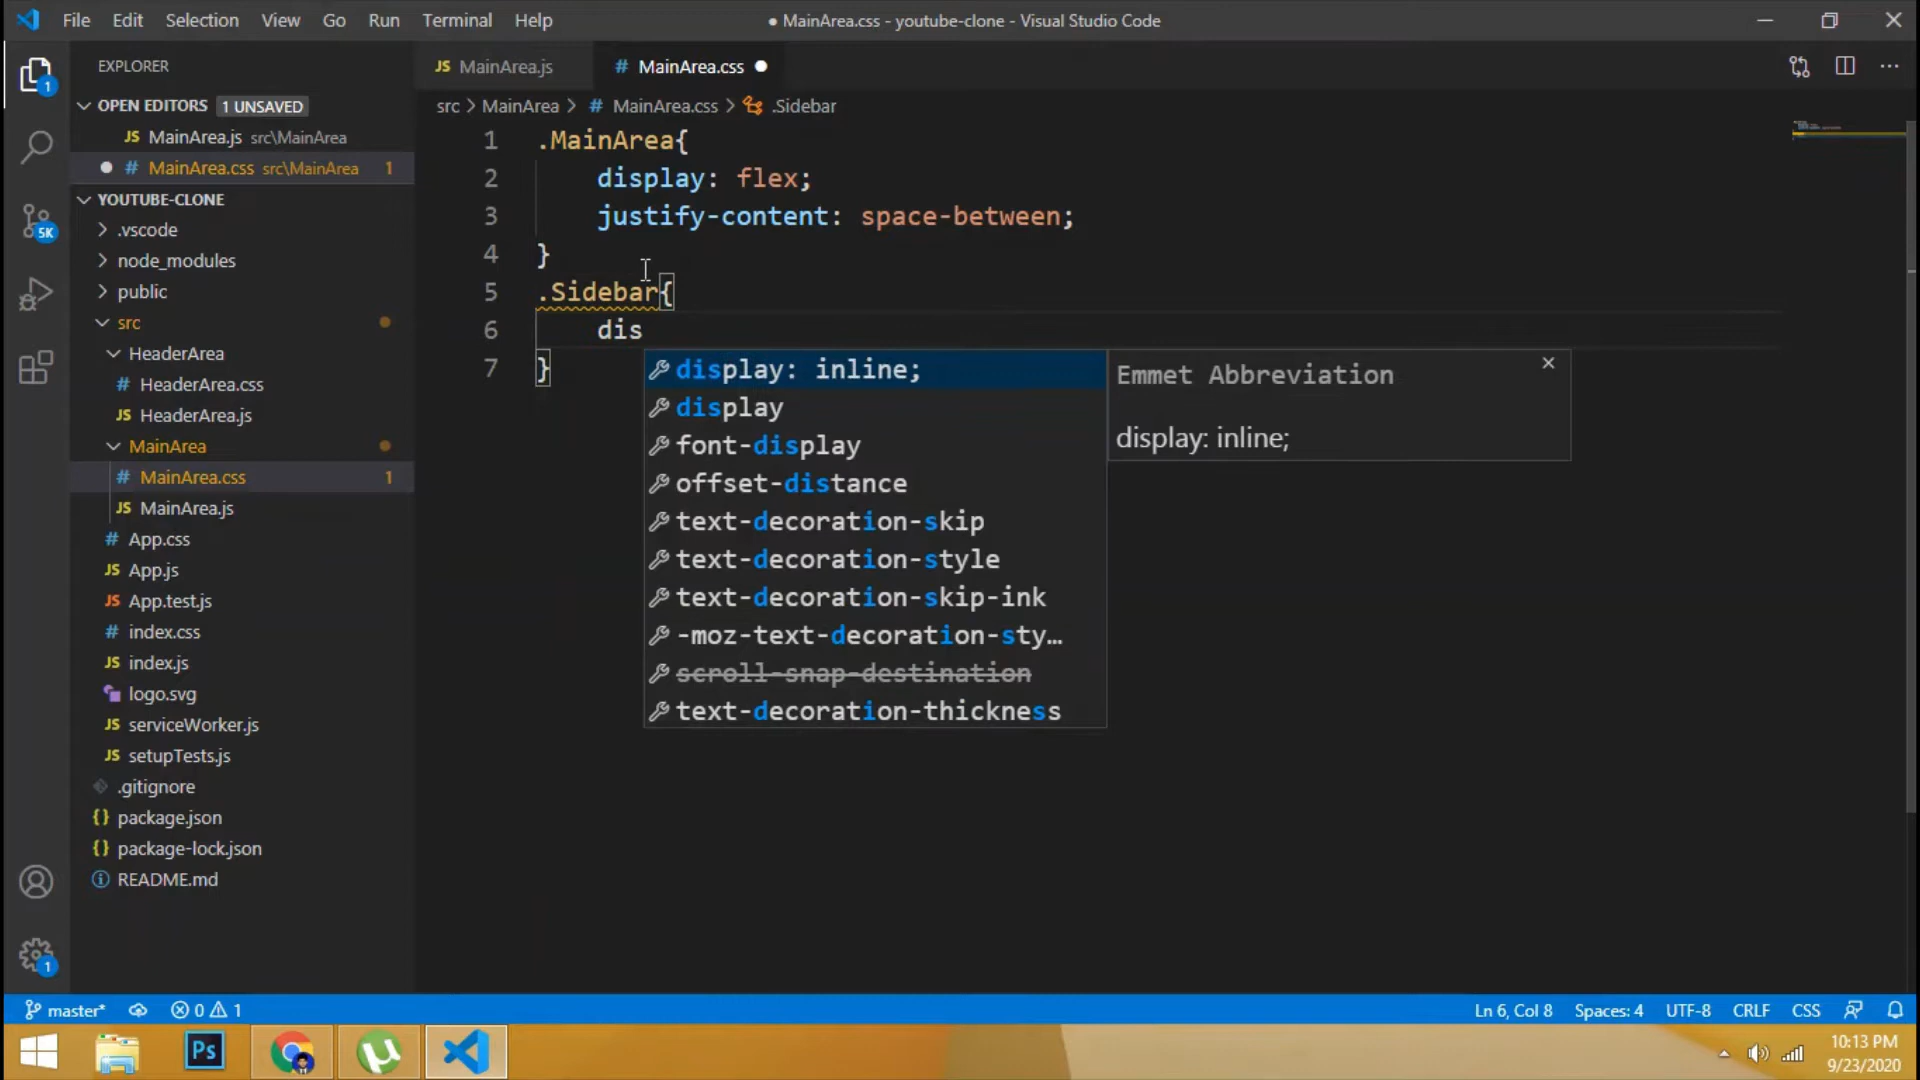 File Edit Selection View Go Run Terminal Help
● MainArea.css - youtube-clone - Visual Studio Code
EXPLORER
OPEN EDITORS 1 UNSAVED
JS MainArea.js src\MainArea
# MainArea.css src\MainArea 1
YOUTUBE-CLONE
.vscode
node_modules
public
src
HeaderArea
# HeaderArea.css
JS HeaderArea.js
MainArea
# MainArea.css 1
JS MainArea.js
# App.css
JS App.js
JS App.test.js
# index.css
JS index.js
logo.svg
JS serviceWorker.js
JS setupTests.js
.gitignore
{} package.json
{} package-lock.json
README.md
1
5K
1
JS MainArea.js # MainArea.css ●
src > MainArea > # MainArea.css > .Sidebar
1 .MainArea{
2 display: flex;
3 justify-content: space-between;
4 }
5 .Sidebar{
6 dis
7 }
display: inline;
display
font-display
offset-distance
text-decoration-skip
text-decoration-style
text-decoration-skip-ink
-moz-text-decoration-sty…
scroll-snap-destination
text-decoration-thickness
Emmet Abbreviation
display: inline;
master* 0 1
Ln 6, Col 8 Spaces: 4 UTF-8 CRLF CSS
Ps
10:13 PM
9/23/2020